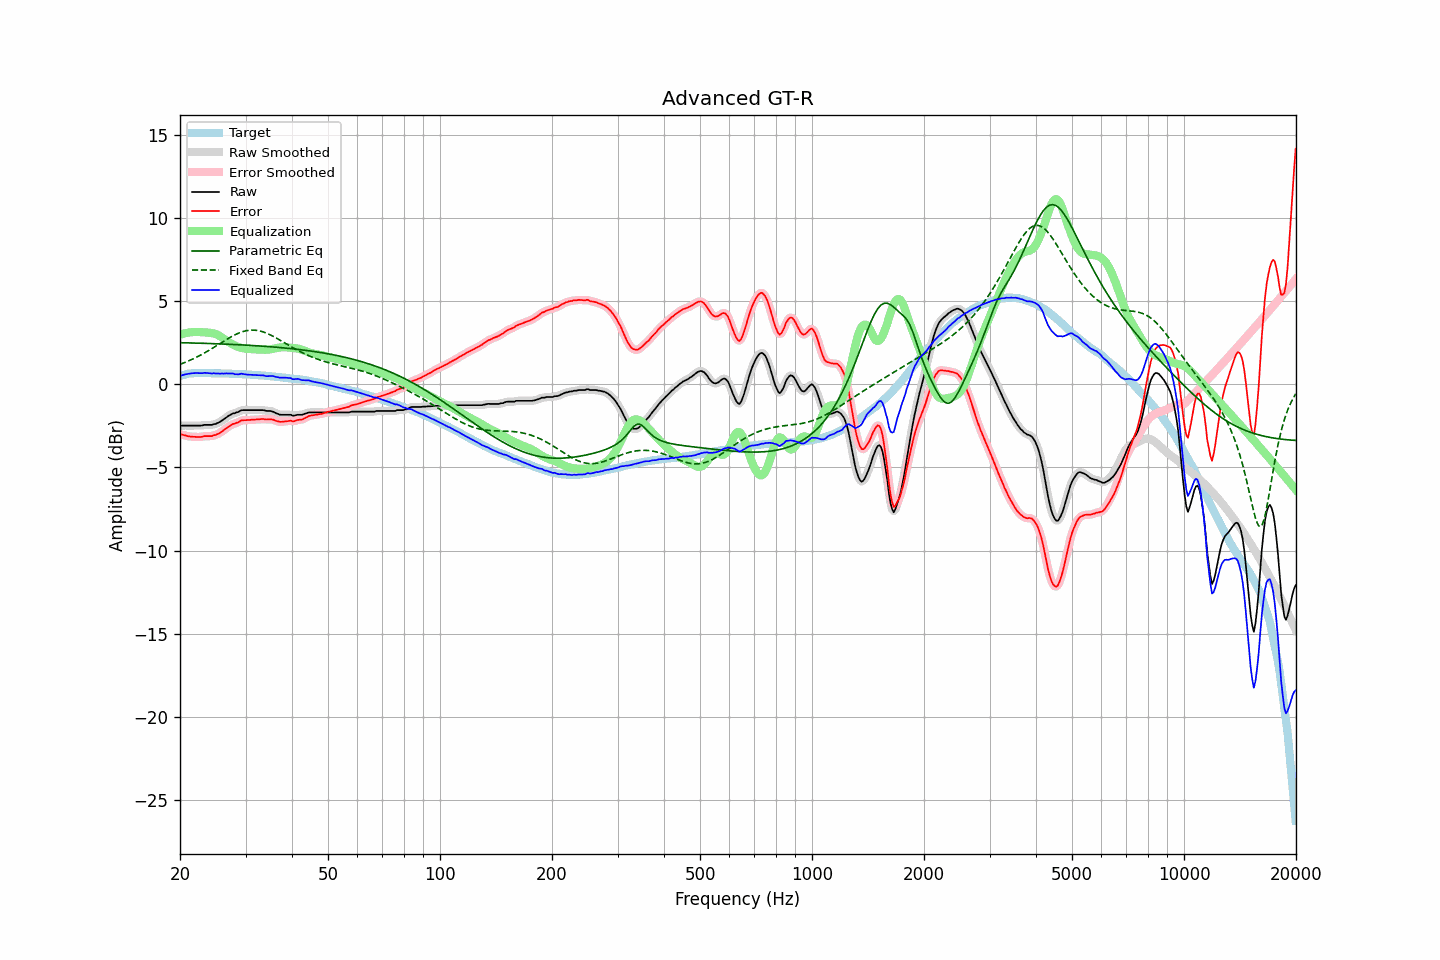 Advanced GT-R
Target
Raw Smoothed
Error Smoothed
Raw
Error
Equalization
Parametric Eq
Fixed Band Eq
Equalized
15
10
5
0
−5
−10
−15
−20
−25
Amplitude (dBr)
20 50 100 200 500 1000 2000 5000 10000 20000
Frequency (Hz)